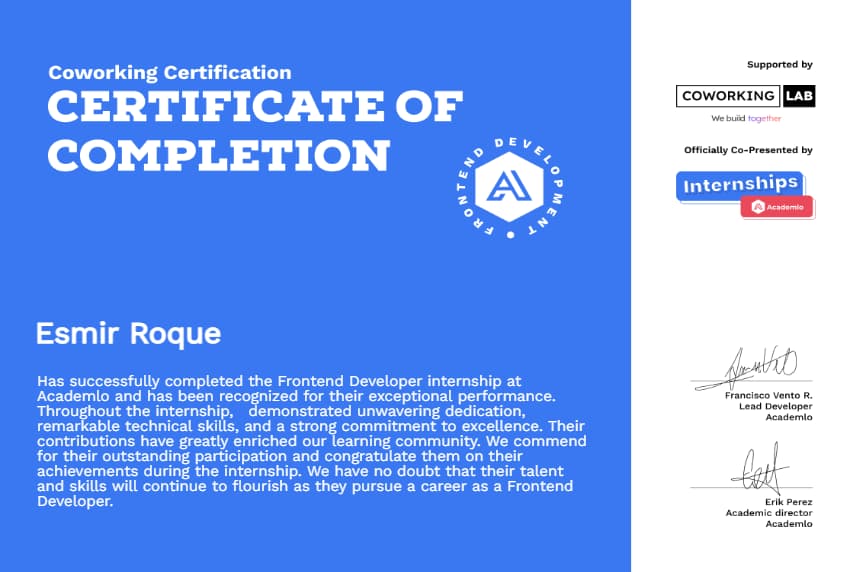 Coworking Certification
CERTIFICATE OF
COMPLETION
FRONTEND DEVELOPMENT
Esmir Roque
Has successfully completed the Frontend Developer internship at
Academlo and has been recognized for their exceptional performance.
Throughout the internship, demonstrated unwavering dedication,
remarkable technical skills, and a strong commitment to excellence. Their
contributions have greatly enriched our learning community. We commend
for their outstanding participation and congratulate them on their
achievements during the internship. We have no doubt that their talent
and skills will continue to flourish as they pursue a career as a Frontend
Developer.
Supported by
COWORKING LAB
We build together
Officially Co-Presented by
Internships
Academlo
Francisco Vento R.
Lead Developer
Academlo
Erik Perez
Academic director
Academlo